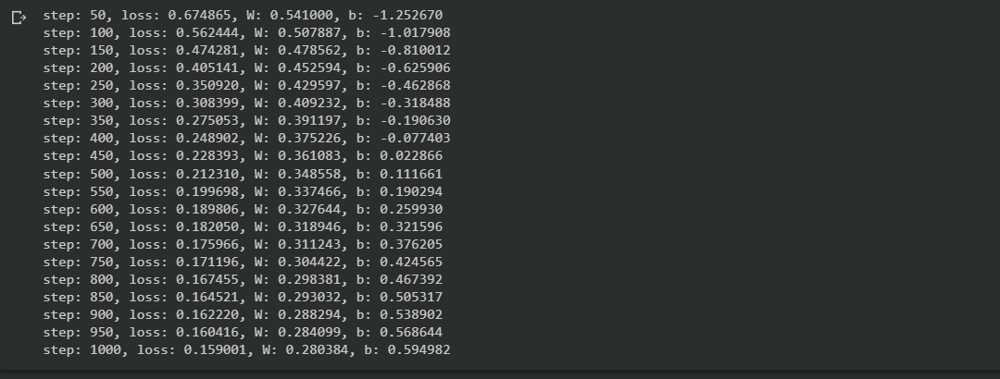 step: 50, loss: 0.674865, W: 0.541000, b: -1.252670
step: 100, loss: 0.562444, W: 0.507887, b: -1.017908
step: 150, loss: 0.474281, W: 0.478562, b: -0.810012
step: 200, loss: 0.405141, W: 0.452594, b: -0.625906
step: 250, loss: 0.350920, W: 0.429597, b: -0.462868
step: 300, loss: 0.308399, W: 0.409232, b: -0.318488
step: 350, loss: 0.275053, W: 0.391197, b: -0.190630
step: 400, loss: 0.248902, W: 0.375226, b: -0.077403
step: 450, loss: 0.228393, W: 0.361083, b: 0.022866
step: 500, loss: 0.212310, W: 0.348558, b: 0.111661
step: 550, loss: 0.199698, W: 0.337466, b: 0.190294
step: 600, loss: 0.189806, W: 0.327644, b: 0.259930
step: 650, loss: 0.182050, W: 0.318946, b: 0.321596
step: 700, loss: 0.175966, W: 0.311243, b: 0.376205
step: 750, loss: 0.171196, W: 0.304422, b: 0.424565
step: 800, loss: 0.167455, W: 0.298381, b: 0.467392
step: 850, loss: 0.164521, W: 0.293032, b: 0.505317
step: 900, loss: 0.162220, W: 0.288294, b: 0.538902
step: 950, loss: 0.160416, W: 0.284099, b: 0.568644
step: 1000, loss: 0.159001, W: 0.280384, b: 0.594982